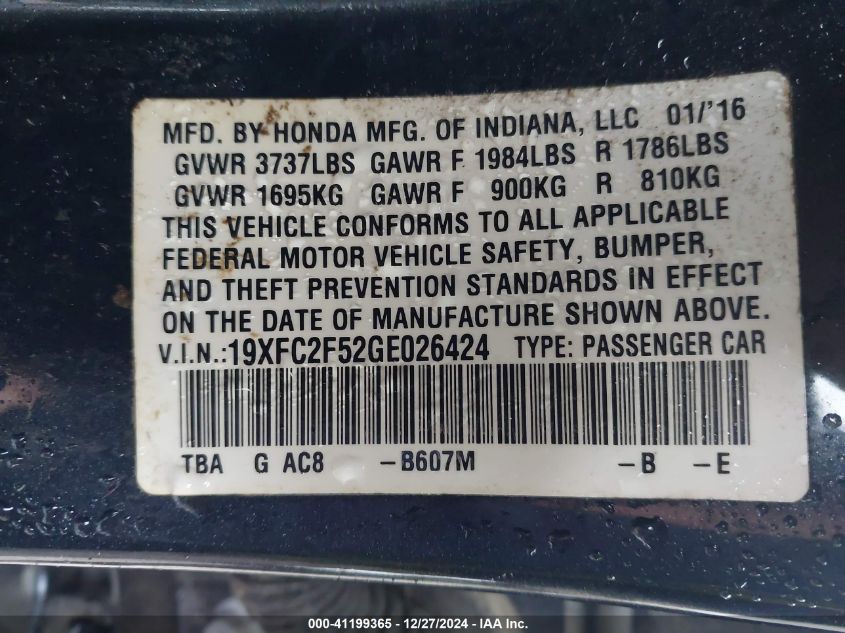 MFD. BY HONDA MFG. OF INDIANA, LLC 01/'16
GVWR 3737LBS GAWR F 1984LBS R 1786LBS
GVWR 1695KG GAWR F 900KG R 810KG
THIS VEHICLE CONFORMS TO ALL APPLICABLE
FEDERAL MOTOR VEHICLE SAFETY, BUMPER,
AND THEFT PREVENTION STANDARDS IN EFFECT
ON THE DATE OF MANUFACTURE SHOWN ABOVE.
V.I.N.:19XFC2F52GE026424 TYPE: PASSENGER CAR
TBA G AC8 -B607M -B -E
000-41199365 - 12/27/2024 - IAA Inc.